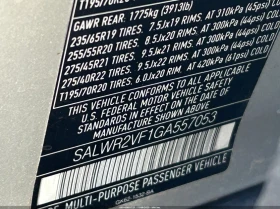 T195/70R20
GAWR REAR. 1775kg (3913lb)
235/65R19 TIRES. 7.5Jx19 RIMS. AT 310kPa (45psi) COLD
255/55R20 TIRES. 8.5Jx20 RIMS. AT 300kPa (44psi) COLD
275/45R21 TIRES. 9.5Jx21 RIMS. AT 300kPa (44psi) COLD
275/40R22 TIRES. 9.5Jx22 RIMS. AT 300kPa (44psi)
T195/70R20 TIRES. 6.0Jx20 RIMS. AT 420kPa (61psi)
THIS VEHICLE CONFORMS TO ALL APPLICABLE
U.S. FEDERAL MOTOR VEHICLE SAFETY
STANDARDS IN EFFECT ON THE DATE
OF MANUFACTURE SHOWN ABOVE
SALWR2VF1GA557053
MULTI-PURPOSE PASSENGER VEHICLE